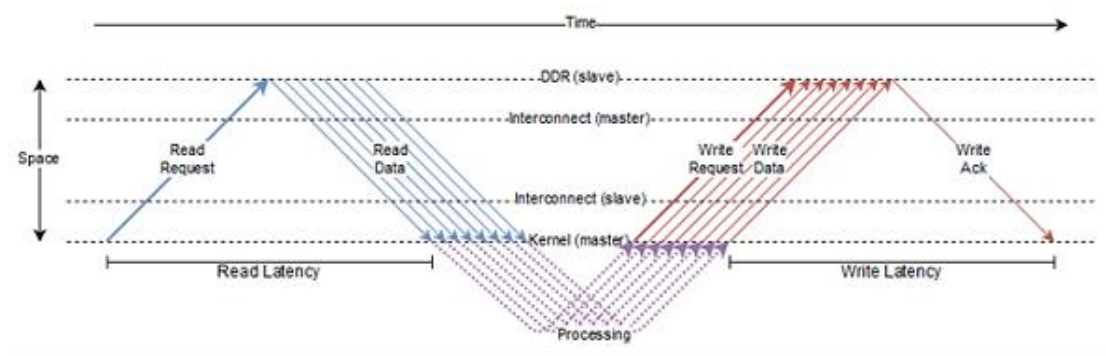 Time
DDR (slave)
Interconnect (master)
Space
Read
Request
Read
Data
Write
Request
Write
Data
Write
Ack
Interconnect (slave)
Kernel (master)
Read Latency
Write Latency
Processing